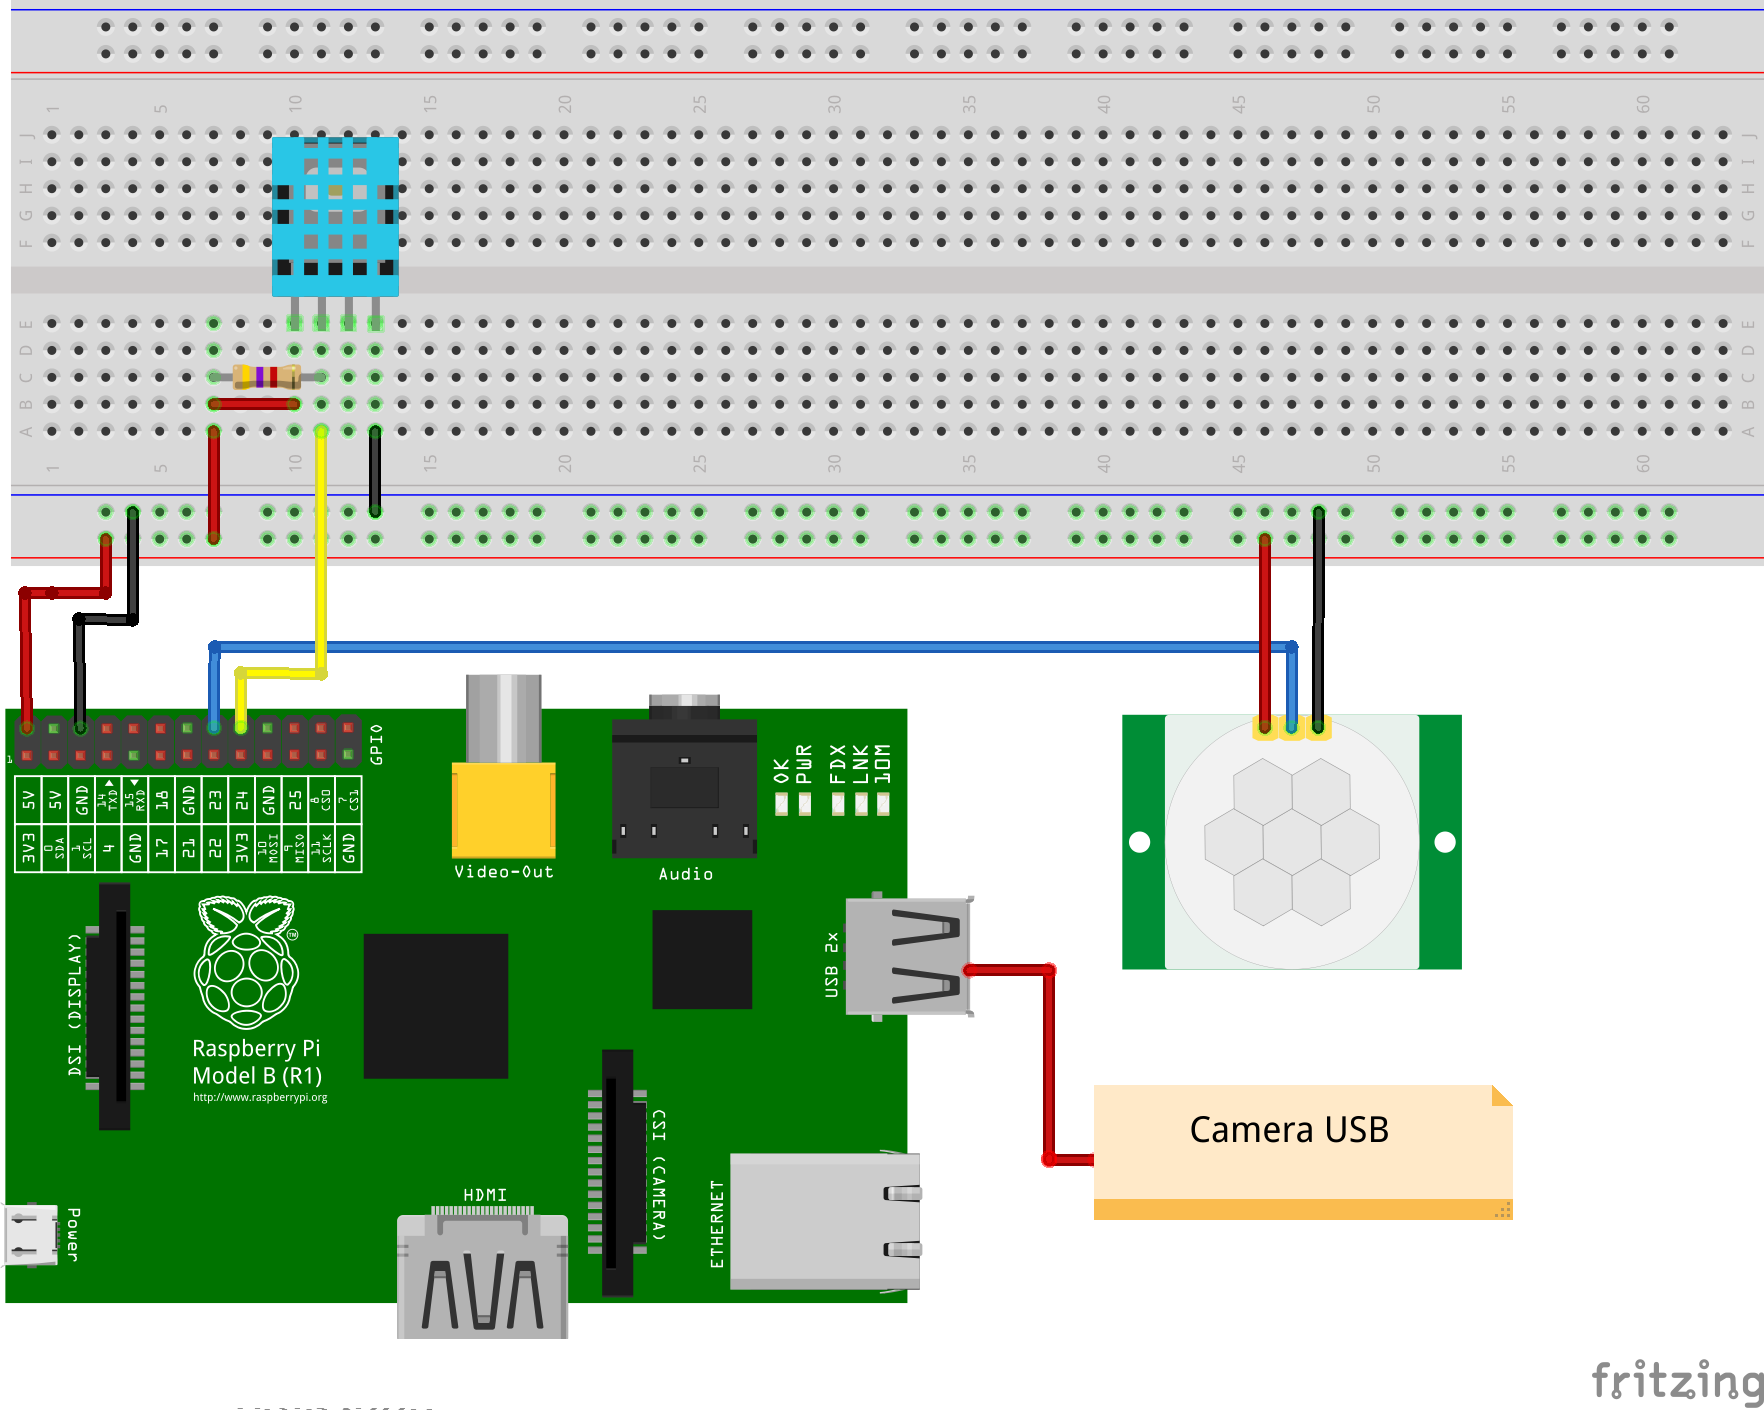 1 5 10 15 20 25 30 35 40 45 50 55 60
J J
I I
H H
G G
F F
E E
D D
C C
B B
A A
1 5 10 15 20 25 30 35 40 45 50 55 60
1
GPIO
5V 5V GND 14 TXD 15 RXD 18 GND 23 24 GND 25 8 CS0 7 CS1
3V3 0 SDA 1 SCL 4 GND 17 21 22 3V3 10 MOSI 9 MISO 11 SCLK GND
OK PWR FDX LNK 10M
Video-Out
Audio
DSI (DISPLAY)
TM
Raspberry Pi
Model B (R1)
http://www.raspberrypi.org
USB 2x
CSI (CAMERA)
Camera USB
Power
HDMI
ETHERNET
fritzing